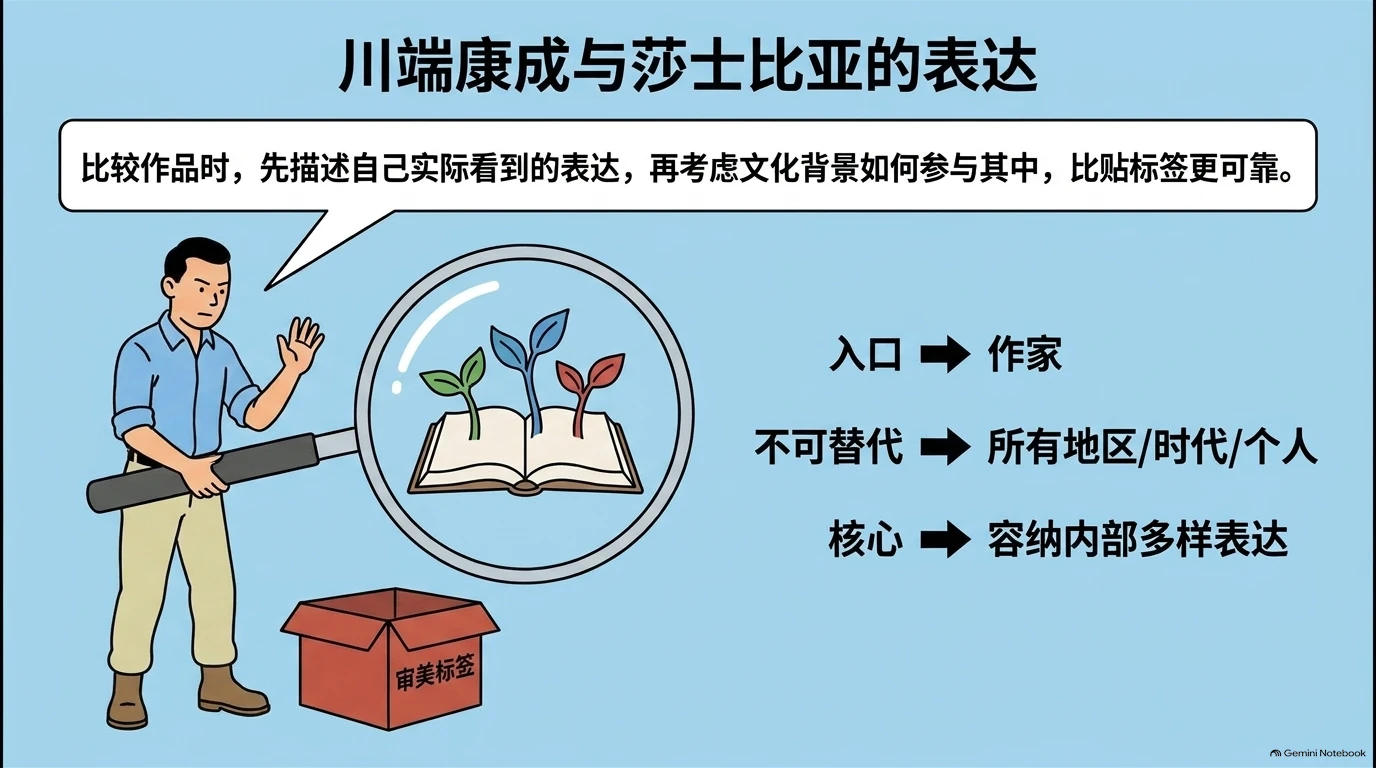 川端康成与莎士比亚的表达
比较作品时，先描述自己实际看到的表达，再考虑文化背景如何参与其中，比贴标签更可靠。
入口 ➡ 作家
不可替代 ➡ 所有地区/时代/个人
核心 ➡ 容纳内部多样表达
审美标签
Gemini Notebook